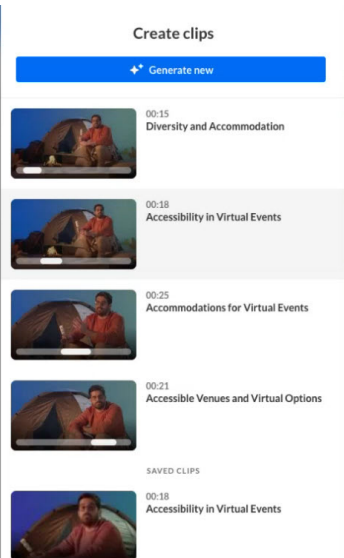 Create clips
Generate new
00:15
Diversity and Accommodation
00:18
Accessibility in Virtual Events
00:25
Accommodations for Virtual Events
00:21
Accessible Venues and Virtual Options
SAVED CLIPS
00:18
Accessibility in Virtual Events